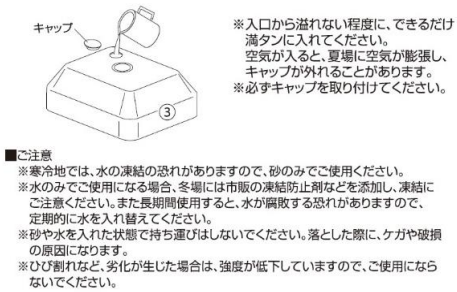 キャップ
③
※入口から溢れない程度に、できるだけ
満タンに入れてください。
空気が入ると、夏場に空気が膨張し、
キャップが外れることがあります。
※必ずキャップを取り付けてください。
■ご注意
※寒冷地では、水の凍結の恐れがありますので、砂のみでご使用ください。
※水のみでご使用になる場合、冬場には市販の凍結防止剤などを添加し、凍結に
ご注意ください。また長期間使用すると、水が腐敗する恐れがありますので、
定期的に水を入れ替えてください。
※砂や水を入れた状態で持ち運びはしないでください。落とした際に、ケガや破損
の原因になります。
※ひび割れなど、劣化が生じた場合は、強度が低下していますので、ご使用になら
ないでください。